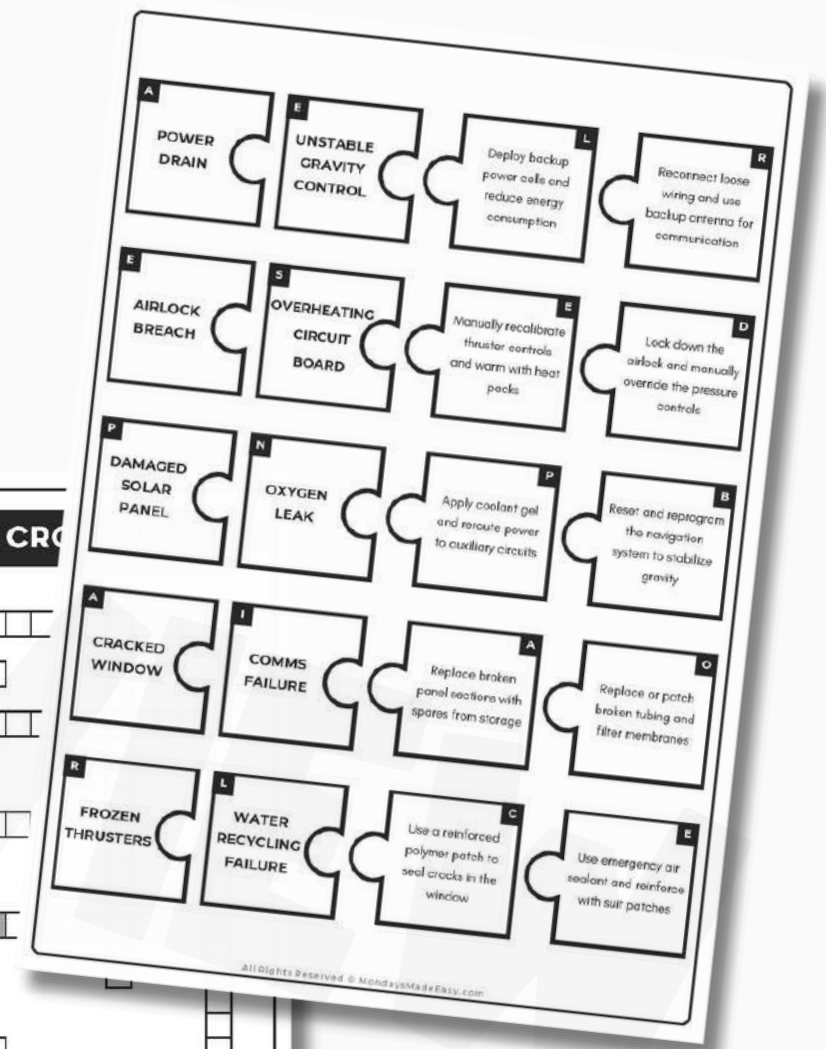 A
POWER
DRAIN
E
UNSTABLE
GRAVITY
CONTROL
L
Deploy backup
power cells and
reduce energy
consumption
R
Reconnect loose
wiring and use
backup antenna for
communication
E
AIRLOCK
BREACH
S
OVERHEATING
CIRCUIT
BOARD
E
Manually recalibrate
thruster controls
and warm with heat
packs
D
Lock down the
airlock and manually
override the pressure
controls
P
DAMAGED
SOLAR
PANEL
N
OXYGEN
LEAK
P
Apply coolant gel
and reroute power
to auxiliary circuits
B
Reset and reprogram
the navigation
system to stabilize
gravity
A
CRACKED
WINDOW
I
COMMS
FAILURE
A
Replace broken
panel sections with
spares from storage
O
Replace or patch
broken tubing and
filter membranes
R
FROZEN
THRUSTERS
L
WATER
RECYCLING
FAILURE
C
Use a reinforced
polymer patch to
seal cracks in the
window
E
Use emergency air
sealant and reinforce
with suit patches
All Rights Reserved © MondaysMadeEasy.com
CRO